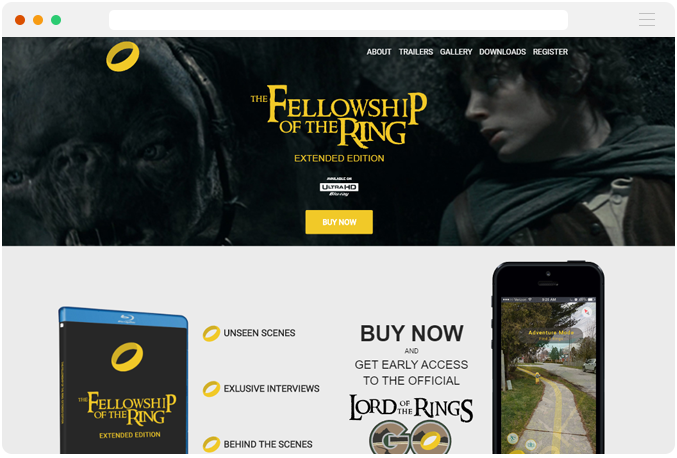 ABOUT TRAILERS GALLERY DOWNLOADS REGISTER
THE FELLOWSHIP
OF THE RING
EXTENDED EDITION
AVAILABLE ON
ULTRA HD
Blu-ray
BUY NOW
Blu-ray
THE FELLOWSHIP
OF THE RING
EXTENDED EDITION
UNSEEN SCENES
EXLUSIVE INTERVIEWS
BEHIND THE SCENES
BUY NOW
AND
GET EARLY ACCESS
TO THE OFFICIAL
LORD OF THE RINGS
GO
Adventure Mode